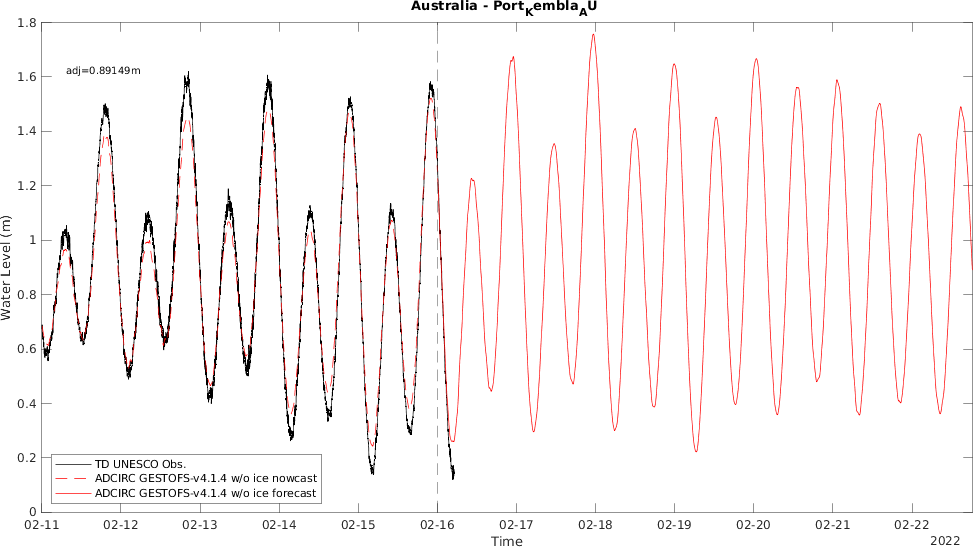 Australia - PortKemblaAU
adj=0.89149m
1.8
1.6
1.4
1.2
1
0.8
0.6
0.4
0.2
0
Water Level (m)
TD UNESCO Obs.
ADCIRC GESTOFS-v4.1.4 w/o ice nowcast
ADCIRC GESTOFS-v4.1.4 w/o ice forecast
02-11 02-12 02-13 02-14 02-15 02-16 02-17 02-18 02-19 02-20 02-21 02-22
Time
2022